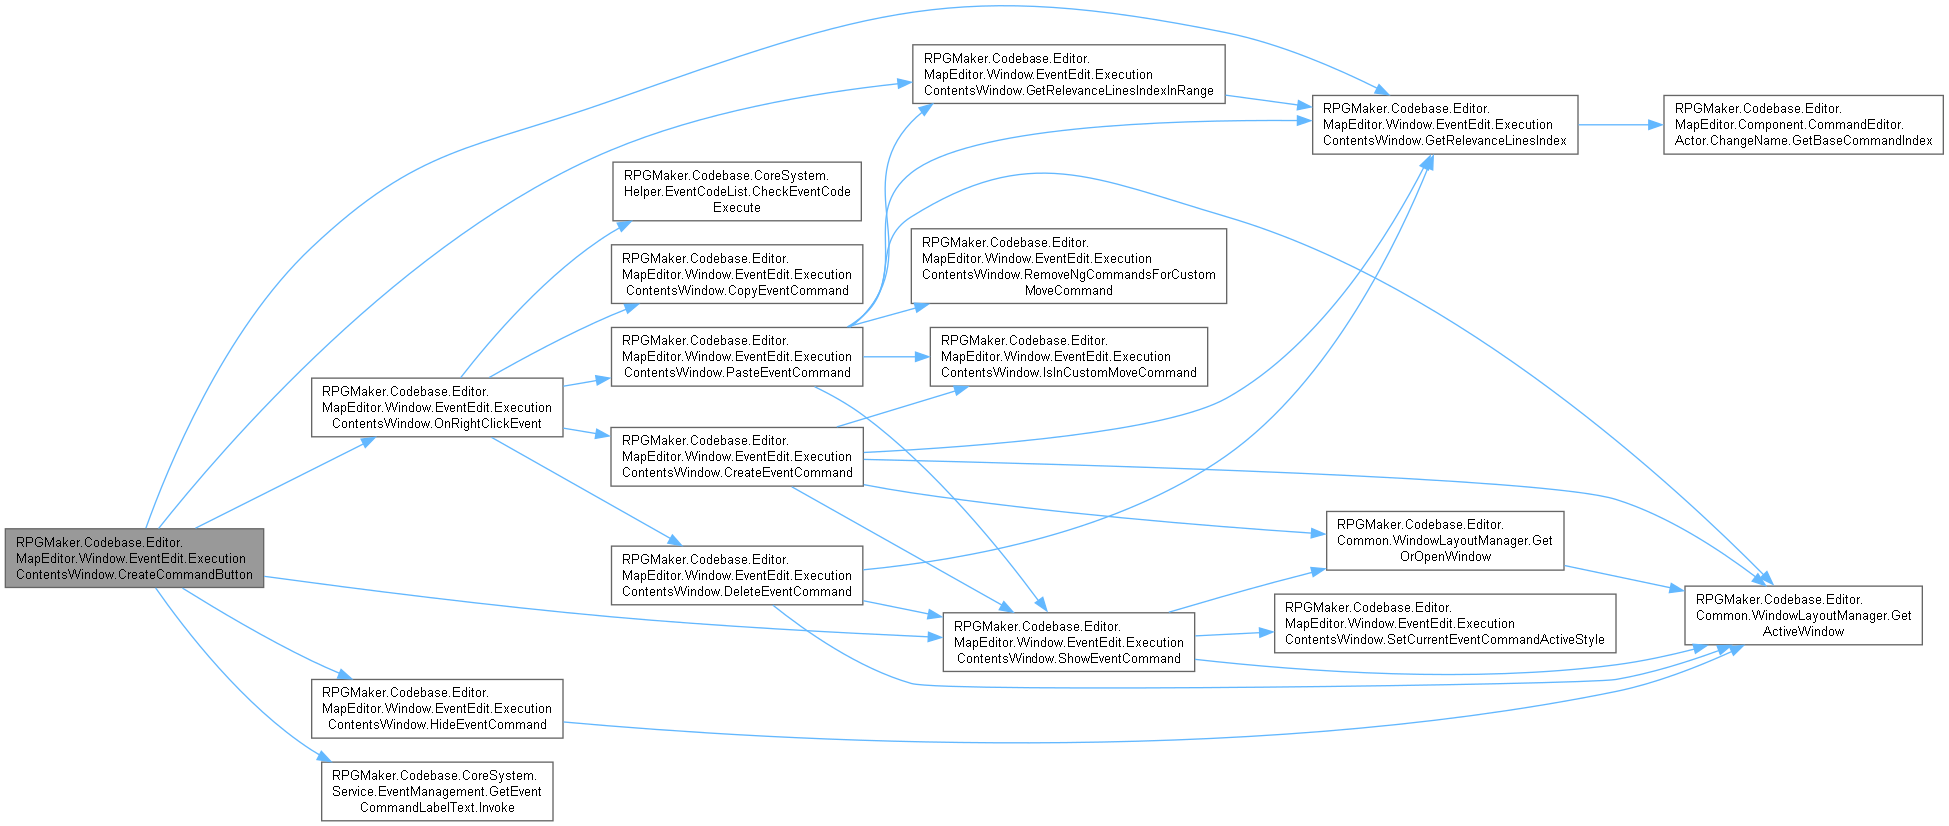 RPGMaker.Codebase.Editor.
MapEditor.Window.EventEdit.Execution
ContentsWindow.CreateCommandButton
RPGMaker.Codebase.Editor.
MapEditor.Window.EventEdit.Execution
ContentsWindow.OnRightClickEvent
RPGMaker.Codebase.Editor.
MapEditor.Window.EventEdit.Execution
ContentsWindow.HideEventCommand
RPGMaker.Codebase.CoreSystem.
Service.EventManagement.GetEvent
CommandLabelText.Invoke
RPGMaker.Codebase.CoreSystem.
Helper.EventCodeList.CheckEventCode
Execute
RPGMaker.Codebase.Editor.
MapEditor.Window.EventEdit.Execution
ContentsWindow.CopyEventCommand
RPGMaker.Codebase.Editor.
MapEditor.Window.EventEdit.Execution
ContentsWindow.PasteEventCommand
RPGMaker.Codebase.Editor.
MapEditor.Window.EventEdit.Execution
ContentsWindow.CreateEventCommand
RPGMaker.Codebase.Editor.
MapEditor.Window.EventEdit.Execution
ContentsWindow.DeleteEventCommand
RPGMaker.Codebase.Editor.
MapEditor.Window.EventEdit.Execution
ContentsWindow.GetRelevanceLinesIndexInRange
RPGMaker.Codebase.Editor.
MapEditor.Window.EventEdit.Execution
ContentsWindow.RemoveNgCommandsForCustom
MoveCommand
RPGMaker.Codebase.Editor.
MapEditor.Window.EventEdit.Execution
ContentsWindow.IsInCustomMoveCommand
RPGMaker.Codebase.Editor.
MapEditor.Window.EventEdit.Execution
ContentsWindow.ShowEventCommand
RPGMaker.Codebase.Editor.
MapEditor.Window.EventEdit.Execution
ContentsWindow.GetRelevanceLinesIndex
RPGMaker.Codebase.Editor.
Common.WindowLayoutManager.Get
OrOpenWindow
RPGMaker.Codebase.Editor.
MapEditor.Window.EventEdit.Execution
ContentsWindow.SetCurrentEventCommandActiveStyle
RPGMaker.Codebase.Editor.
MapEditor.Component.CommandEditor.
Actor.ChangeName.GetBaseCommandIndex
RPGMaker.Codebase.Editor.
Common.WindowLayoutManager.Get
ActiveWindow